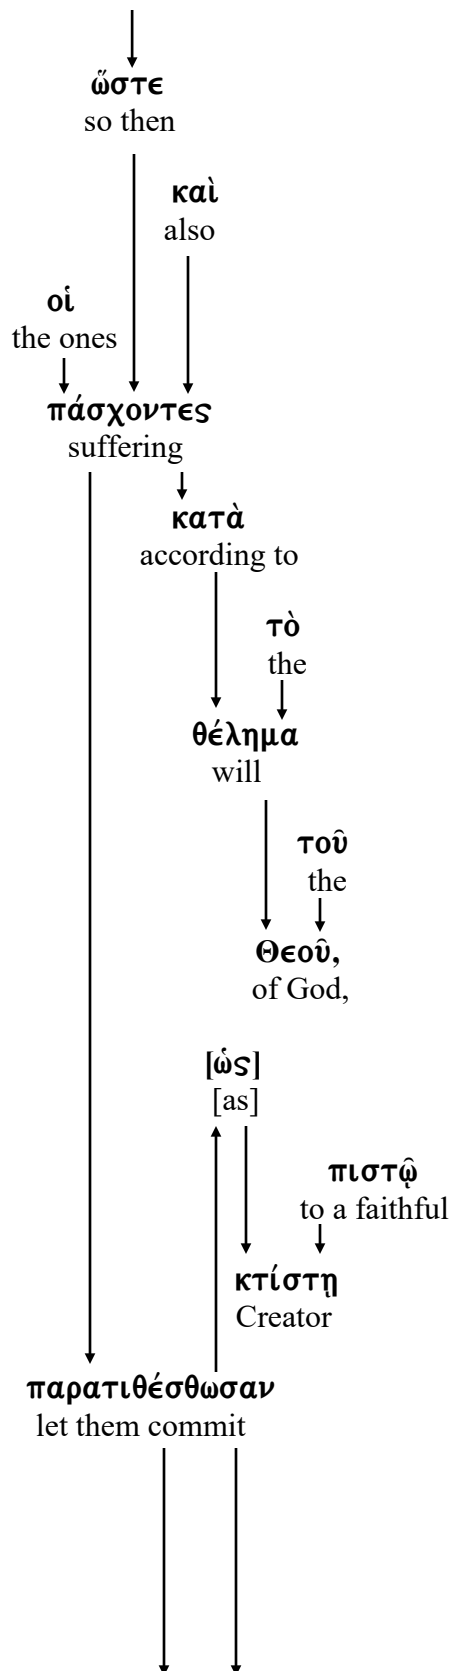 ὥστε
so then
καὶ
also
οἱ
the ones
πάσχοντες
suffering
κατὰ
according to
τὸ
the
θέλημα
will
τοῦ
the
Θεοῦ,
of God,
[ὡς]
[as]
πιστῷ
to a faithful
κτίστῃ
Creator
παρατιθέσθωσαν
let them commit